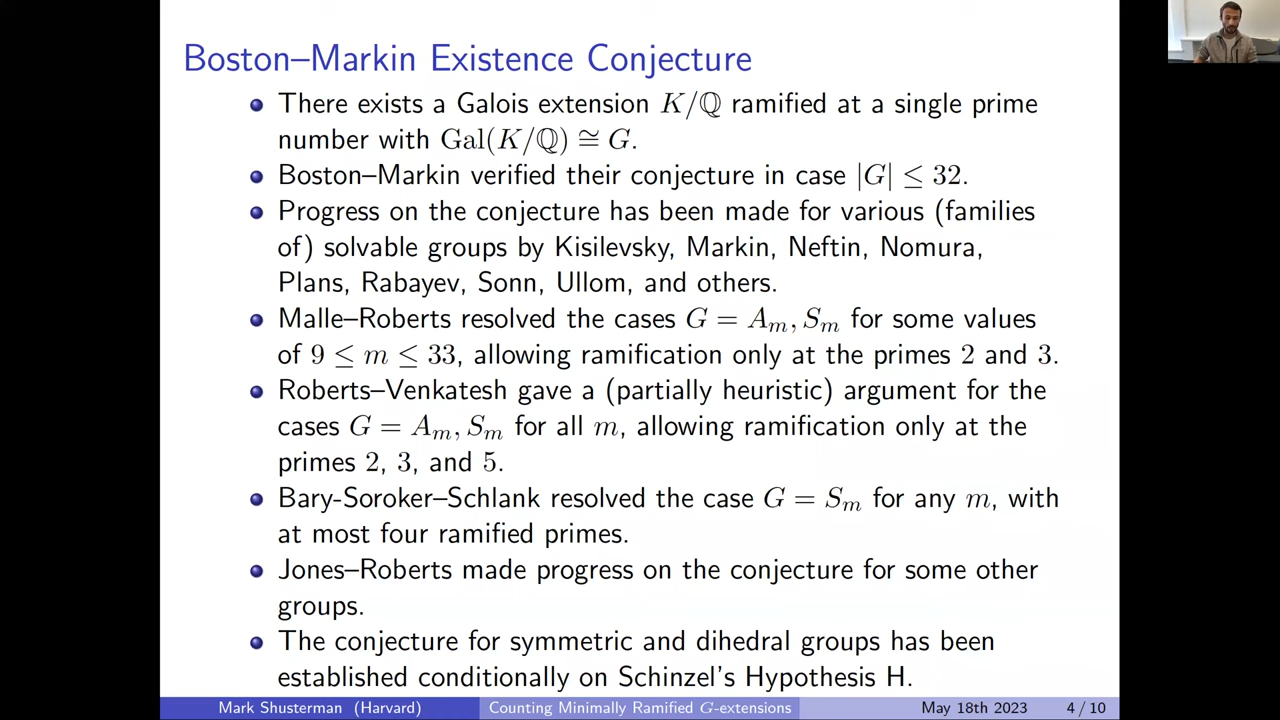 Boston–Markin Existence Conjecture
There exists a Galois extension K/ℚ ramified at a single prime
number with Gal(K/ℚ) ≅ G.
Boston–Markin verified their conjecture in case |G| ≤ 32.
Progress on the conjecture has been made for various (families
of) solvable groups by Kisilevsky, Markin, Neftin, Nomura,
Plans, Rabayev, Sonn, Ullom, and others.
Malle–Roberts resolved the cases G = Aₘ, Sₘ for some values
of 9 ≤ m ≤ 33, allowing ramification only at the primes 2 and 3.
Roberts–Venkatesh gave a (partially heuristic) argument for the
cases G = Aₘ, Sₘ for all m, allowing ramification only at the
primes 2, 3, and 5.
Bary-Soroker–Schlank resolved the case G = Sₘ for any m, with
at most four ramified primes.
Jones–Roberts made progress on the conjecture for some other
groups.
The conjecture for symmetric and dihedral groups has been
established conditionally on Schinzel's Hypothesis H.
Mark Shusterman (Harvard) Counting Minimally Ramified G-extensions May 18th 2023 4 / 10